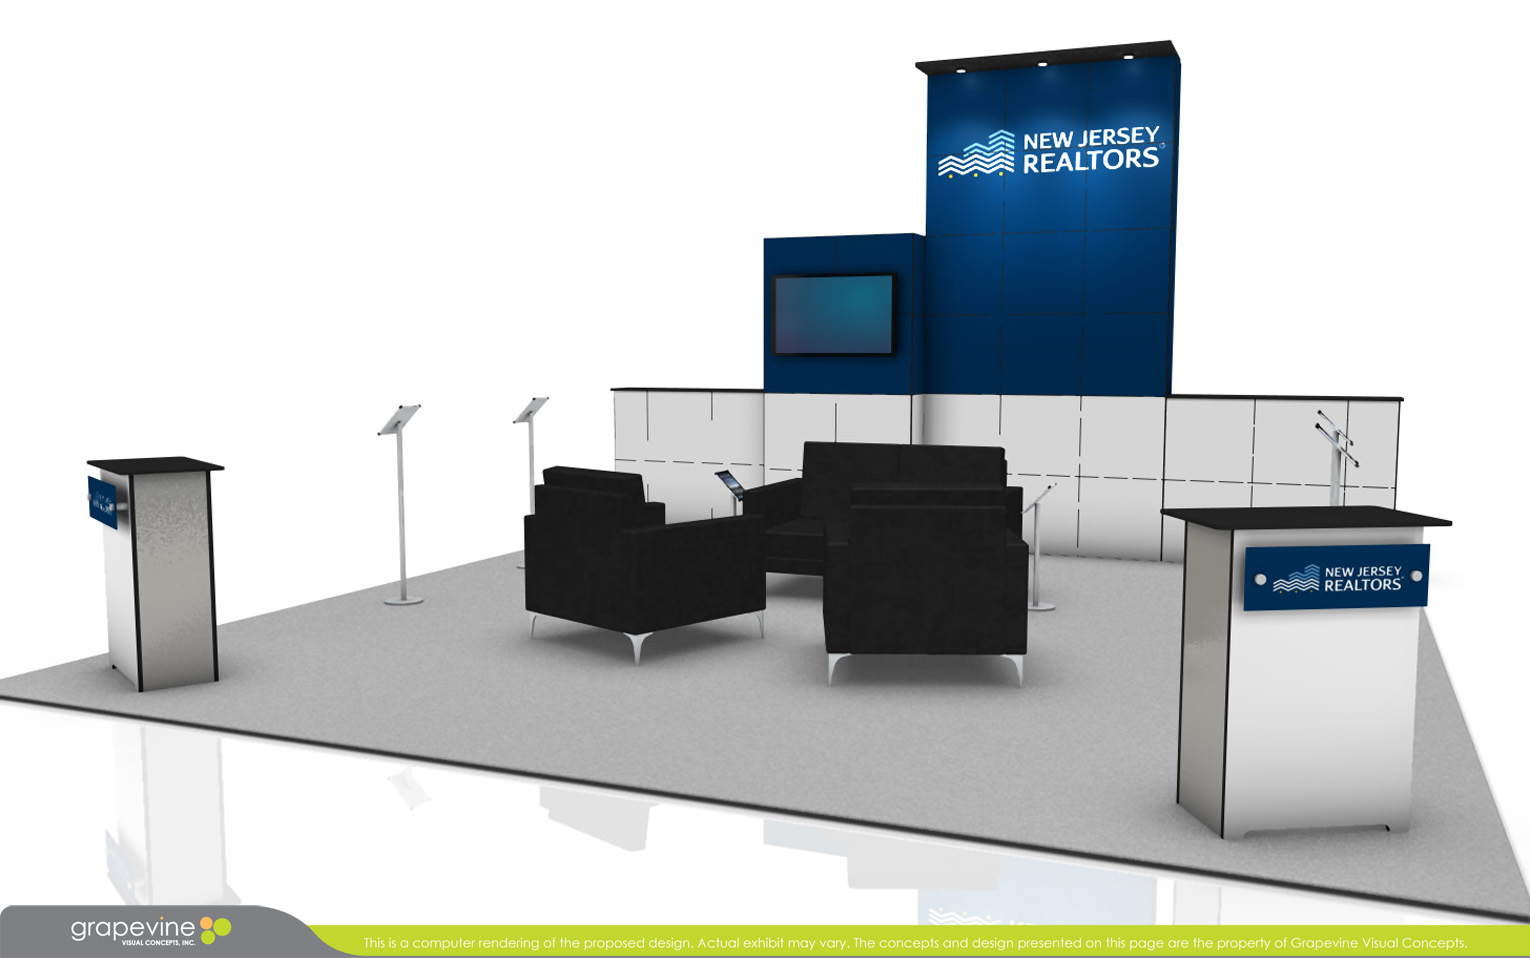 NEW JERSEY
REALTORS®
NEW JERSEY
REALTORS
grapevine
VISUAL CONCEPTS, INC.
This is a computer rendering of the proposed design. Actual exhibit may vary. The concepts and design presented on this page are the property of Grapevine Visual Concepts.